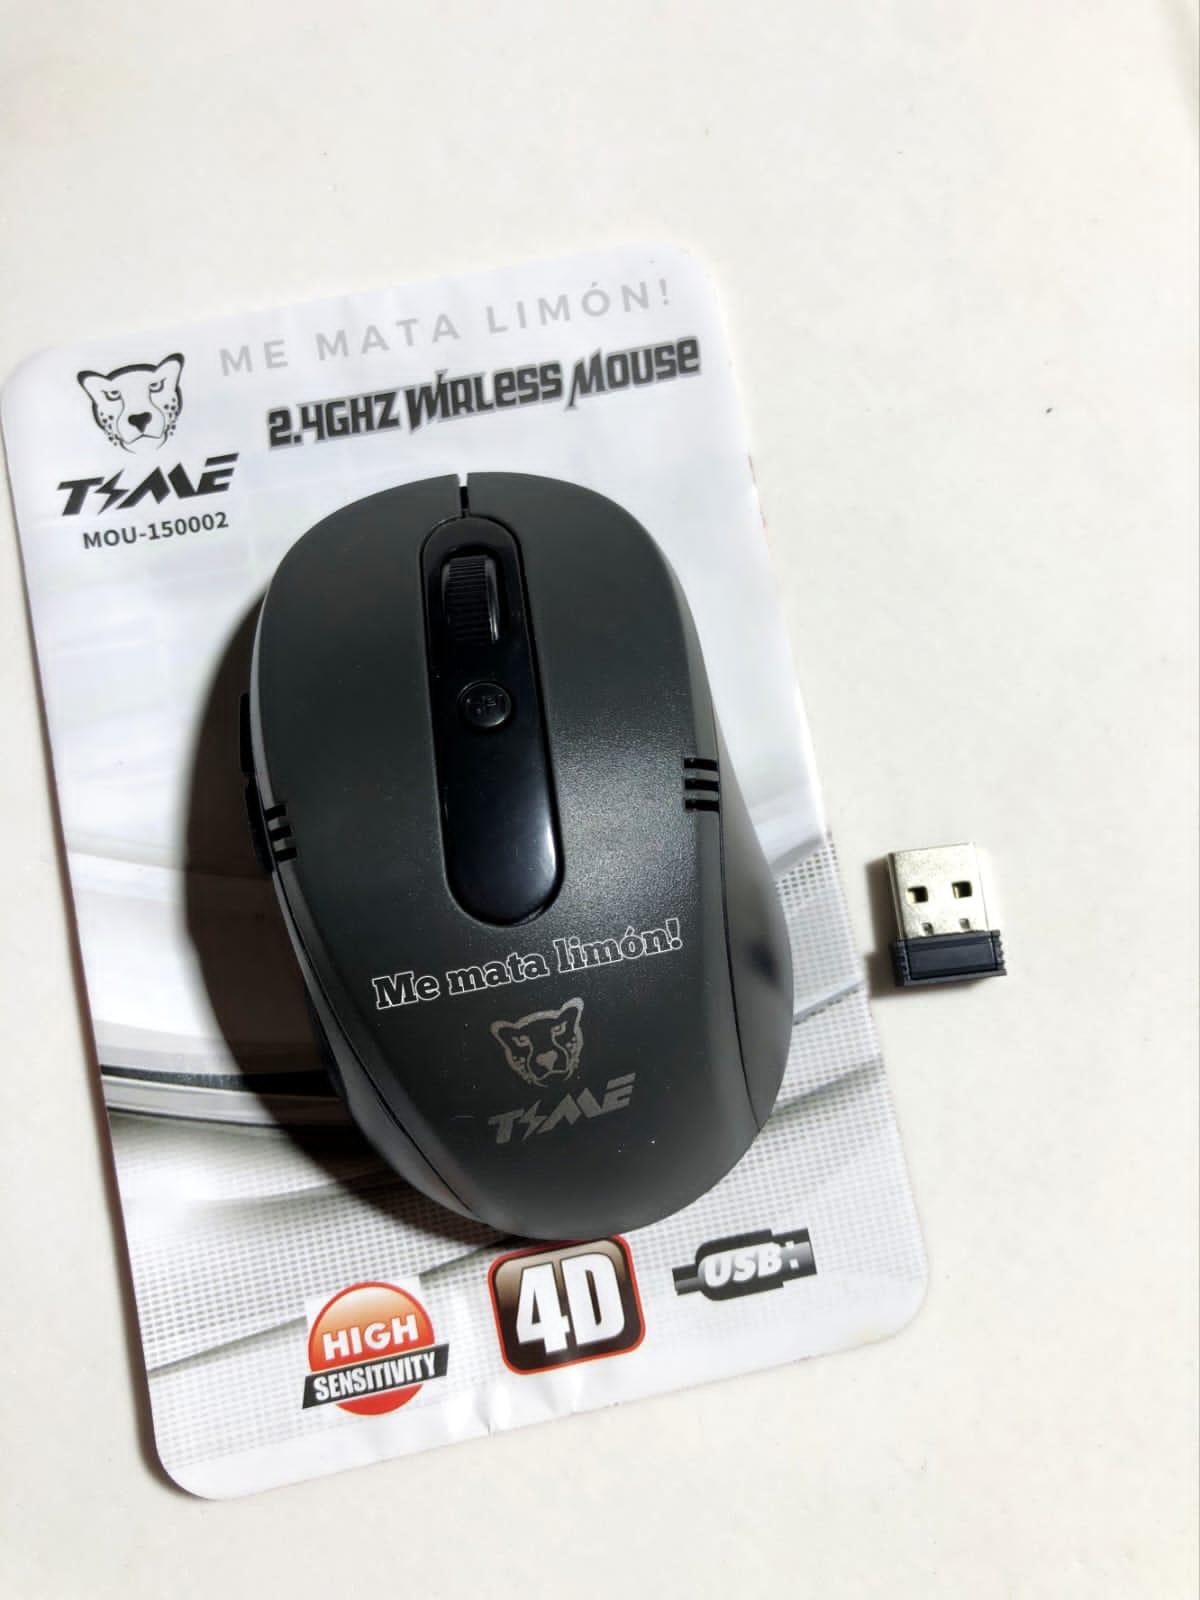 ME MATA LIMÓN!
2.4GHZ WIRLESS MOUSE
TIME
MOU-150002
Me mata limón!
TIME
HIGH
SENSITIVITY
4D
USB